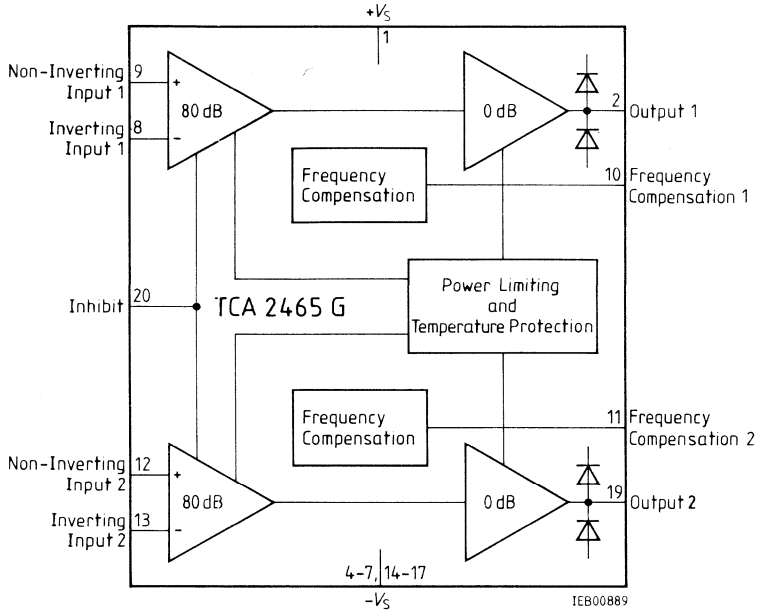 +Vs
1
Non-Inverting
Input 1
9
+
80 dB
0 dB
2
Output 1
Inverting
Input 1
8
−
Frequency
Compensation
10
Frequency
Compensation 1
Power Limiting
and
Temperature Protection
Inhibit
20
TCA 2465 G
Frequency
Compensation
11
Frequency
Compensation 2
Non-Inverting
Input 2
12
+
80 dB
0 dB
19
Output 2
Inverting
Input 2
13
−
4-7, 14-17
-Vs
IEB00889